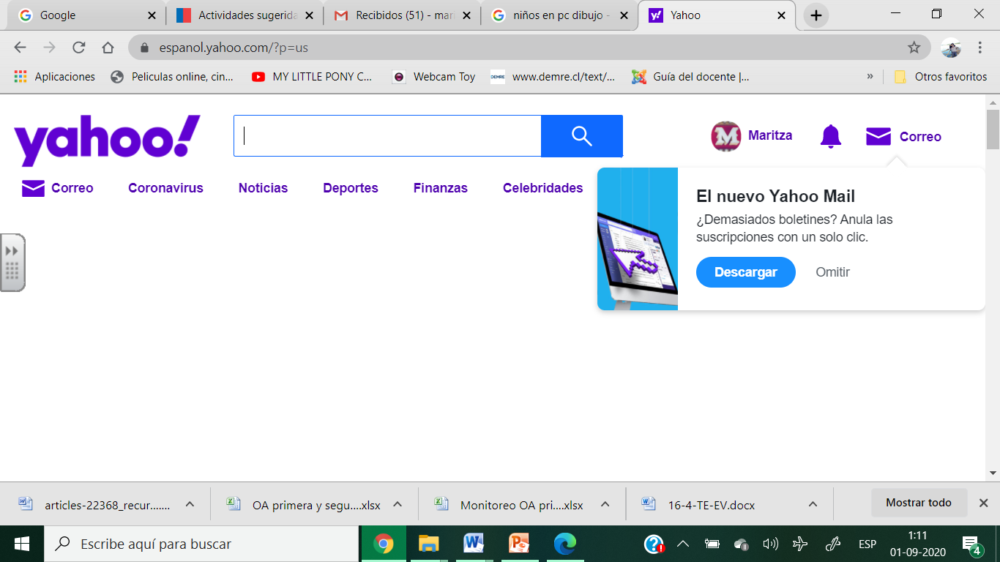 Google
Actividades sugerida
Recibidos (51) - mari
niños en pc dibujo -
Yahoo
espanol.yahoo.com/?p=us
Aplicaciones
Peliculas online, cin...
MY LITTLE PONY C...
Webcam Toy
DEMRE
www.demre.cl/text/...
Guía del docente |...
»
Otros favoritos
yahoo!
M
Maritza
Correo
Correo
Coronavirus
Noticias
Deportes
Finanzas
Celebridades
El nuevo Yahoo Mail
¿Demasiados boletines? Anula las
suscripciones con un solo clic.
Descargar
Omitir
articles-22368_recur.......
OA primera y segu....xlsx
Monitoreo OA pri....xlsx
16-4-TE-EV.docx
Mostrar todo
Escribe aquí para buscar
ESP
1:11
01-09-2020
4